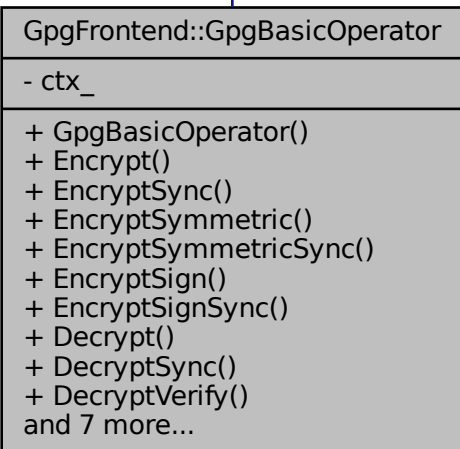 GpgFrontend::GpgBasicOperator
- ctx_
+ GpgBasicOperator()
+ Encrypt()
+ EncryptSync()
+ EncryptSymmetric()
+ EncryptSymmetricSync()
+ EncryptSign()
+ EncryptSignSync()
+ Decrypt()
+ DecryptSync()
+ DecryptVerify()
and 7 more...